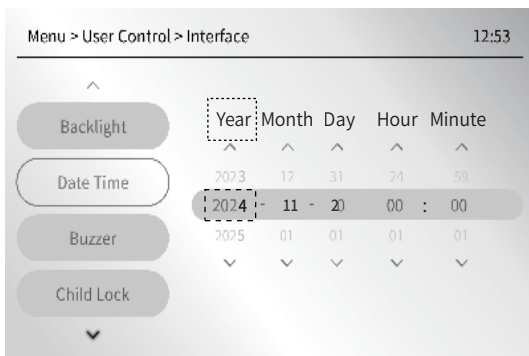 Menu > User Control > Interface 12:53
Backlight
Date Time
Buzzer
Child Lock
Year Month Day Hour Minute
2023 12 31 24 59
2024 - 11 - 20 00 : 00
2025 01 01 01 01